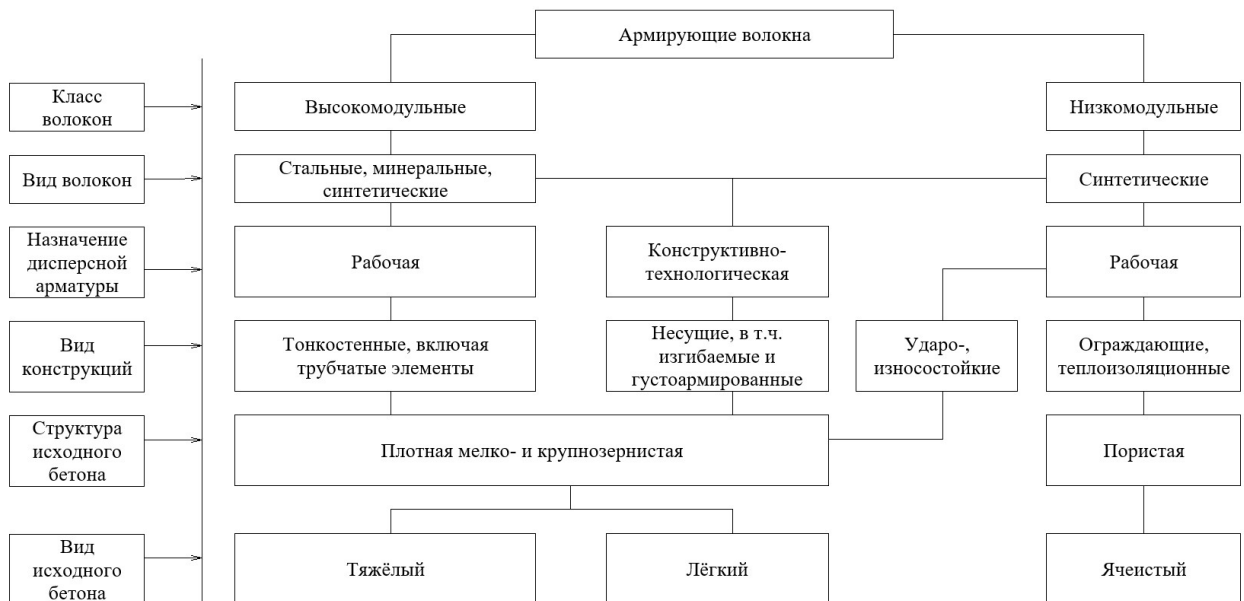 Армирующие волокна
Класс
волокон
Высокомодульные
Низкомодульные
Вид волокон
Стальные, минеральные,
синтетические
Синтетические
Назначение
дисперсной
арматуры
Рабочая
Конструктивно-
технологическая
Рабочая
Вид
конструкций
Тонкостенные, включая
трубчатые элементы
Несущие, в т.ч.
изгибаемые и
густоармированные
Ударо-,
износостойкие
Ограждающие,
теплоизоляционные
Структура
исходного
бетона
Плотная мелко- и крупнозернистая
Пористая
Вид
исходного
бетона
Тяжёлый
Лёгкий
Ячеистый